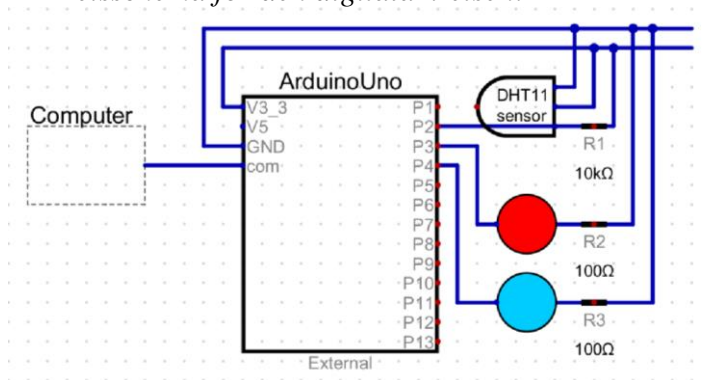 ArduinoUno
Computer
V3_3
V5
GND
com
P1
P2
P3
P4
P5
P6
P7
P8
P9
P10
P11
P12
P13
External
DHT11
sensor
R1
10kΩ
R2
100Ω
R3
100Ω